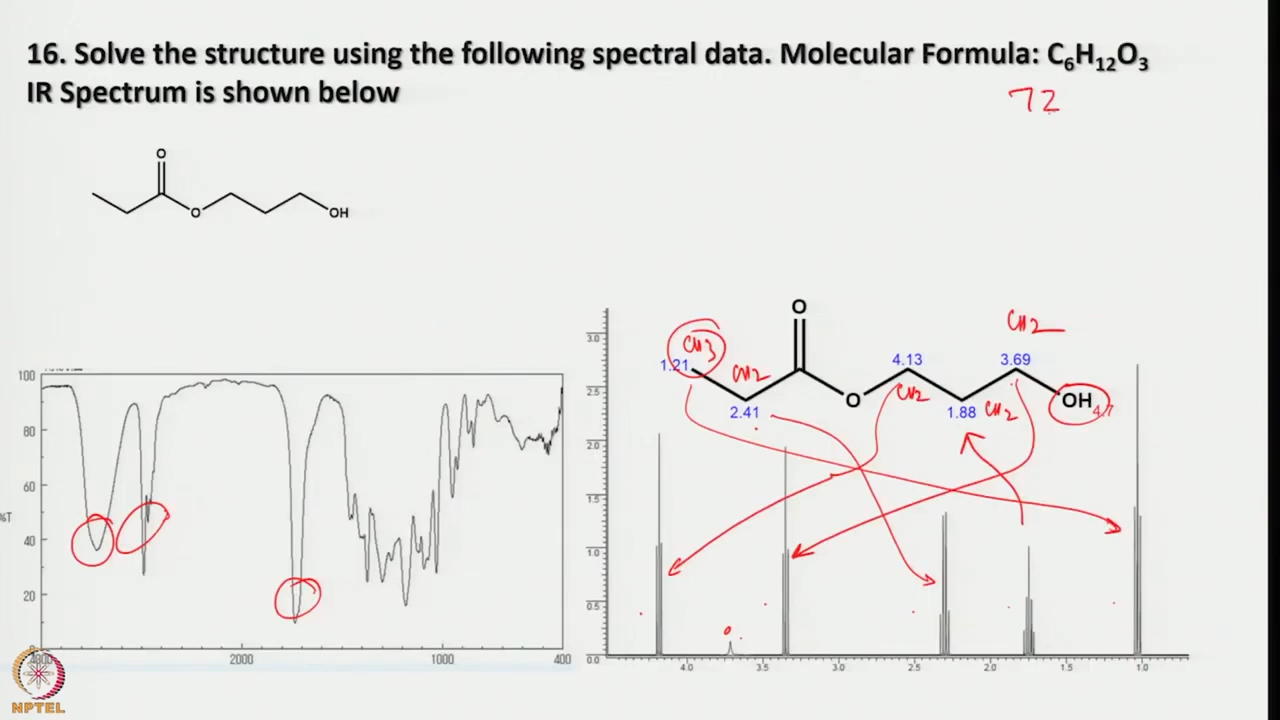 16. Solve the structure using the following spectral data. Molecular Formula: C₆H₁₂O₃
IR Spectrum is shown below
72
O
O
OH
O
CH2
CH3
1.21
CH2
4.13
3.69
O
CH2
CH2
OH
4.7
2.41
1.88
100
80
60
40
20
%T
4000
2000
1000
400
3.0
2.5
2.0
1.5
1.0
0.5
0.0
4.0
3.5
3.0
2.5
2.0
1.5
1.0
NPTEL